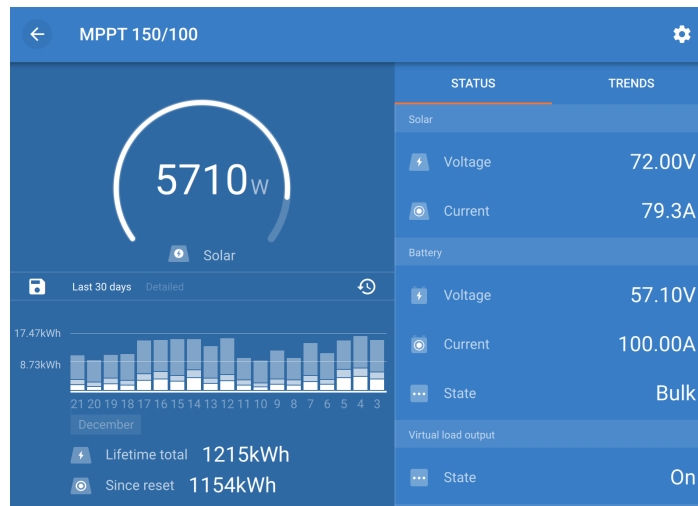 MPPT 150/100
5710W
Solar
Last 30 days Detailed
17.47kWh
8.73kWh
21 20 19 18 17 16 15 14 13 12 11 10 9 8 7 6 5 4 3
December
Lifetime total 1215kWh
Since reset 1154kWh
STATUS TRENDS
Solar
Voltage 72.00V
Current 79.3A
Battery
Voltage 57.10V
Current 100.00A
State Bulk
Virtual load output
State On